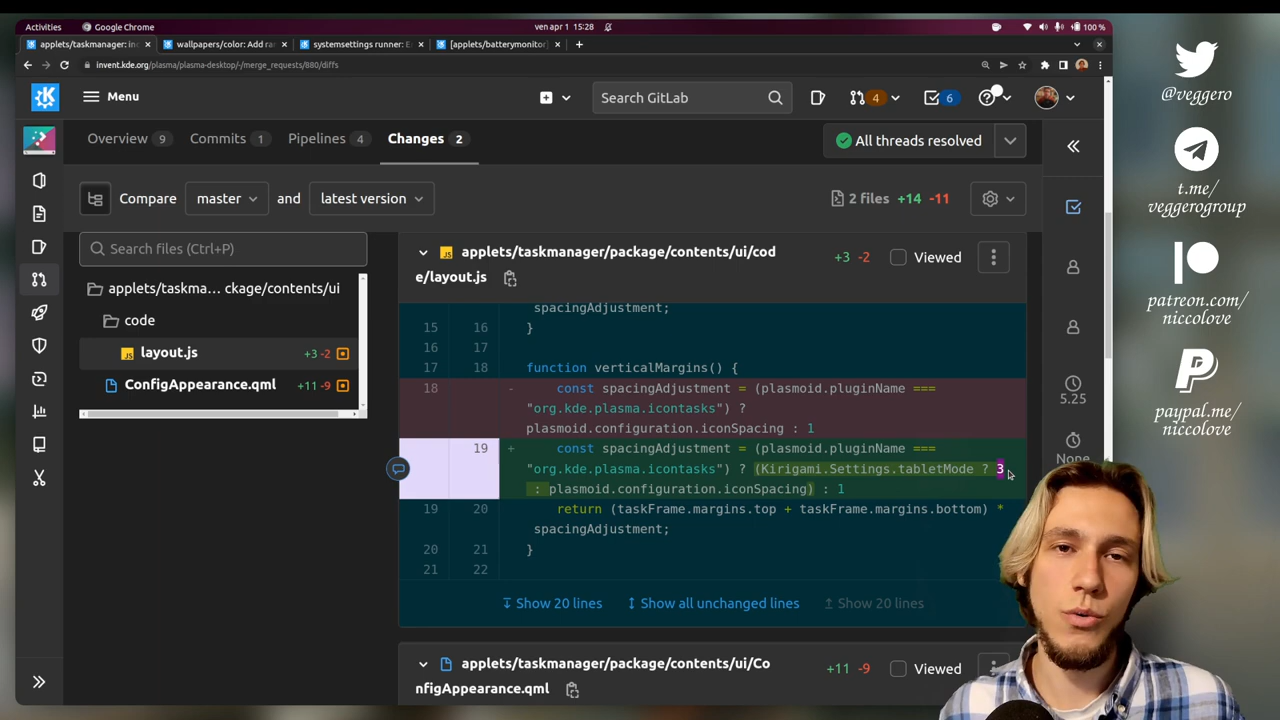 Activities
Google Chrome
ven apr 1 15:28
100 %
applets/taskmanager: in
wallpapers/color: Add ra
systemsettings runner: E
[applets/batterymonitor]
invent.kde.org/plasma/plasma-desktop/-/merge_requests/880/diffs
Menu
Search GitLab
4
6
Overview 9
Commits 1
Pipelines 4
Changes 2
All threads resolved
Compare master and latest version
2 files +14 -11
Search files (Ctrl+P)
applets/taskma… ckage/contents/ui
code
layout.js +3 -2
ConfigAppearance.qml +11 -9
applets/taskmanager/package/contents/ui/cod
e/layout.js
+3 -2
Viewed
spacingAdjustment;
15 16 }
16 17
17 18 function verticalMargins() {
18 - const spacingAdjustment = (plasmoid.pluginName ===
"org.kde.plasma.icontasks") ?
plasmoid.configuration.iconSpacing : 1
19 + const spacingAdjustment = (plasmoid.pluginName ===
"org.kde.plasma.icontasks") ? (Kirigami.Settings.tabletMode ? 3
: plasmoid.configuration.iconSpacing) : 1
19 20 return (taskFrame.margins.top + taskFrame.margins.bottom) *
spacingAdjustment;
20 21 }
21 22
Show 20 lines
Show all unchanged lines
Show 20 lines
applets/taskmanager/package/contents/ui/Co
nfigAppearance.qml
+11 -9
Viewed
5.25
None
@veggero
t.me/
veggerogroup
patreon.com/
niccolove
paypal.me/
niccolove